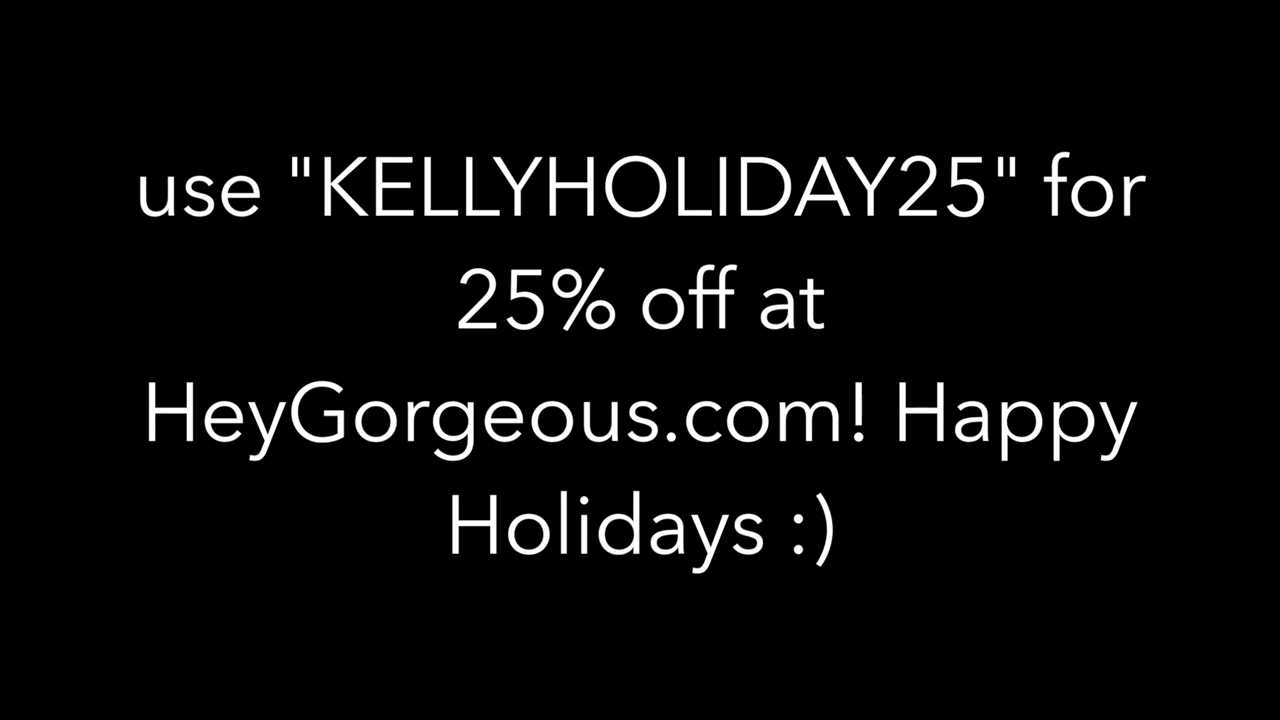 use "KELLYHOLIDAY25" for
25% off at
HeyGorgeous.com! Happy
Holidays :)